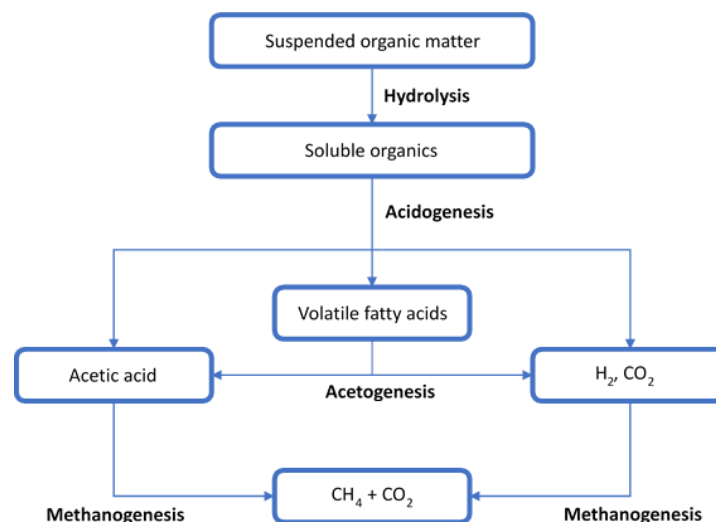 Suspended organic matter
Hydrolysis
Soluble organics
Acidogenesis
Volatile fatty acids
Acetic acid
H₂, CO₂
Acetogenesis
CH₄ + CO₂
Methanogenesis
Methanogenesis